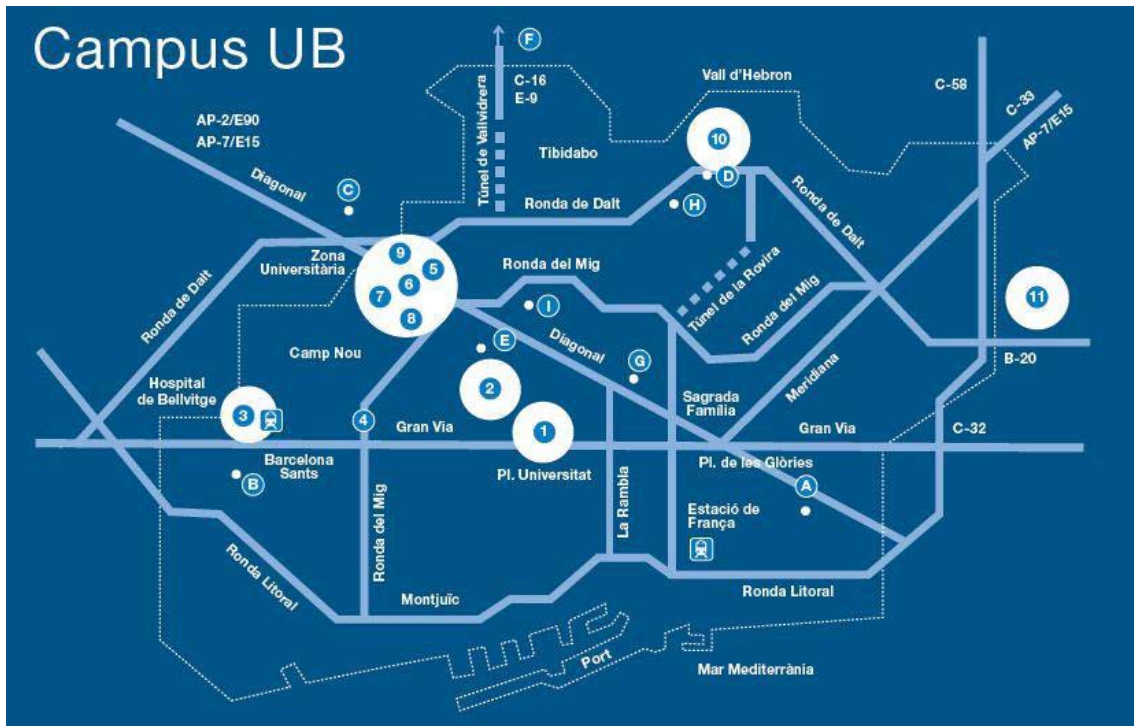 Campus UB
F
C-16
E-9
Vall d'Hebron
C-58
C-33
AP-7/E15
AP-2/E90
AP-7/E15
Túnel de Vallvidrera
Tibidabo
10
Diagonal
C
D
H
Ronda de Dalt
Ronda de Dalt
Zona
Universitària
9
5
6
7
8
Ronda del Mig
I
Túnel de la Rovira
Ronda del Mig
11
Ronda de Dalt
Camp Nou
E
Diagonal
G
B-20
Meridiana
Hospital
de Bellvitge
3
2
Sagrada
Família
4
Gran Via
1
Gran Via
C-32
Barcelona
Sants
B
Pl. Universitat
Pl. de les Glòries
A
Ronda del Mig
La Rambla
Estació de
França
Ronda Litoral
Montjuïc
Ronda Litoral
Port
Mar Mediterrània